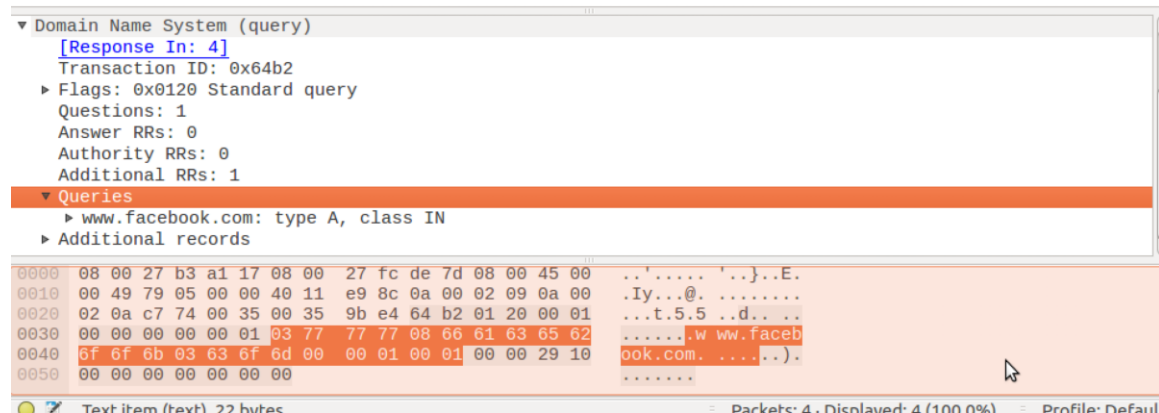 ▼ Domain Name System (query)
[Response In: 4]
Transaction ID: 0x64b2
▶ Flags: 0x0120 Standard query
Questions: 1
Answer RRs: 0
Authority RRs: 0
Additional RRs: 1
▼ Queries
▶ www.facebook.com: type A, class IN
▶ Additional records
0000 08 00 27 b3 a1 17 08 00 27 fc de 7d 08 00 45 00 ..'..... '..}..E.
0010 00 49 79 05 00 00 40 11 e9 8c 0a 00 02 09 0a 00 .Iy...@. ........
0020 02 0a c7 74 00 35 00 35 9b e4 64 b2 01 20 00 01 ...t.5.5 ..d.. ..
0030 00 00 00 00 00 01 03 77 77 77 08 66 61 63 65 62 .......w ww.faceb
0040 6f 6f 6b 03 63 6f 6d 00 00 01 00 01 00 00 29 10 ook.com. ......).
0050 00 00 00 00 00 00 00 .......
Text item (text), 22 bytes Packets: 4 · Displayed: 4 (100.0%) Profile: Defaul